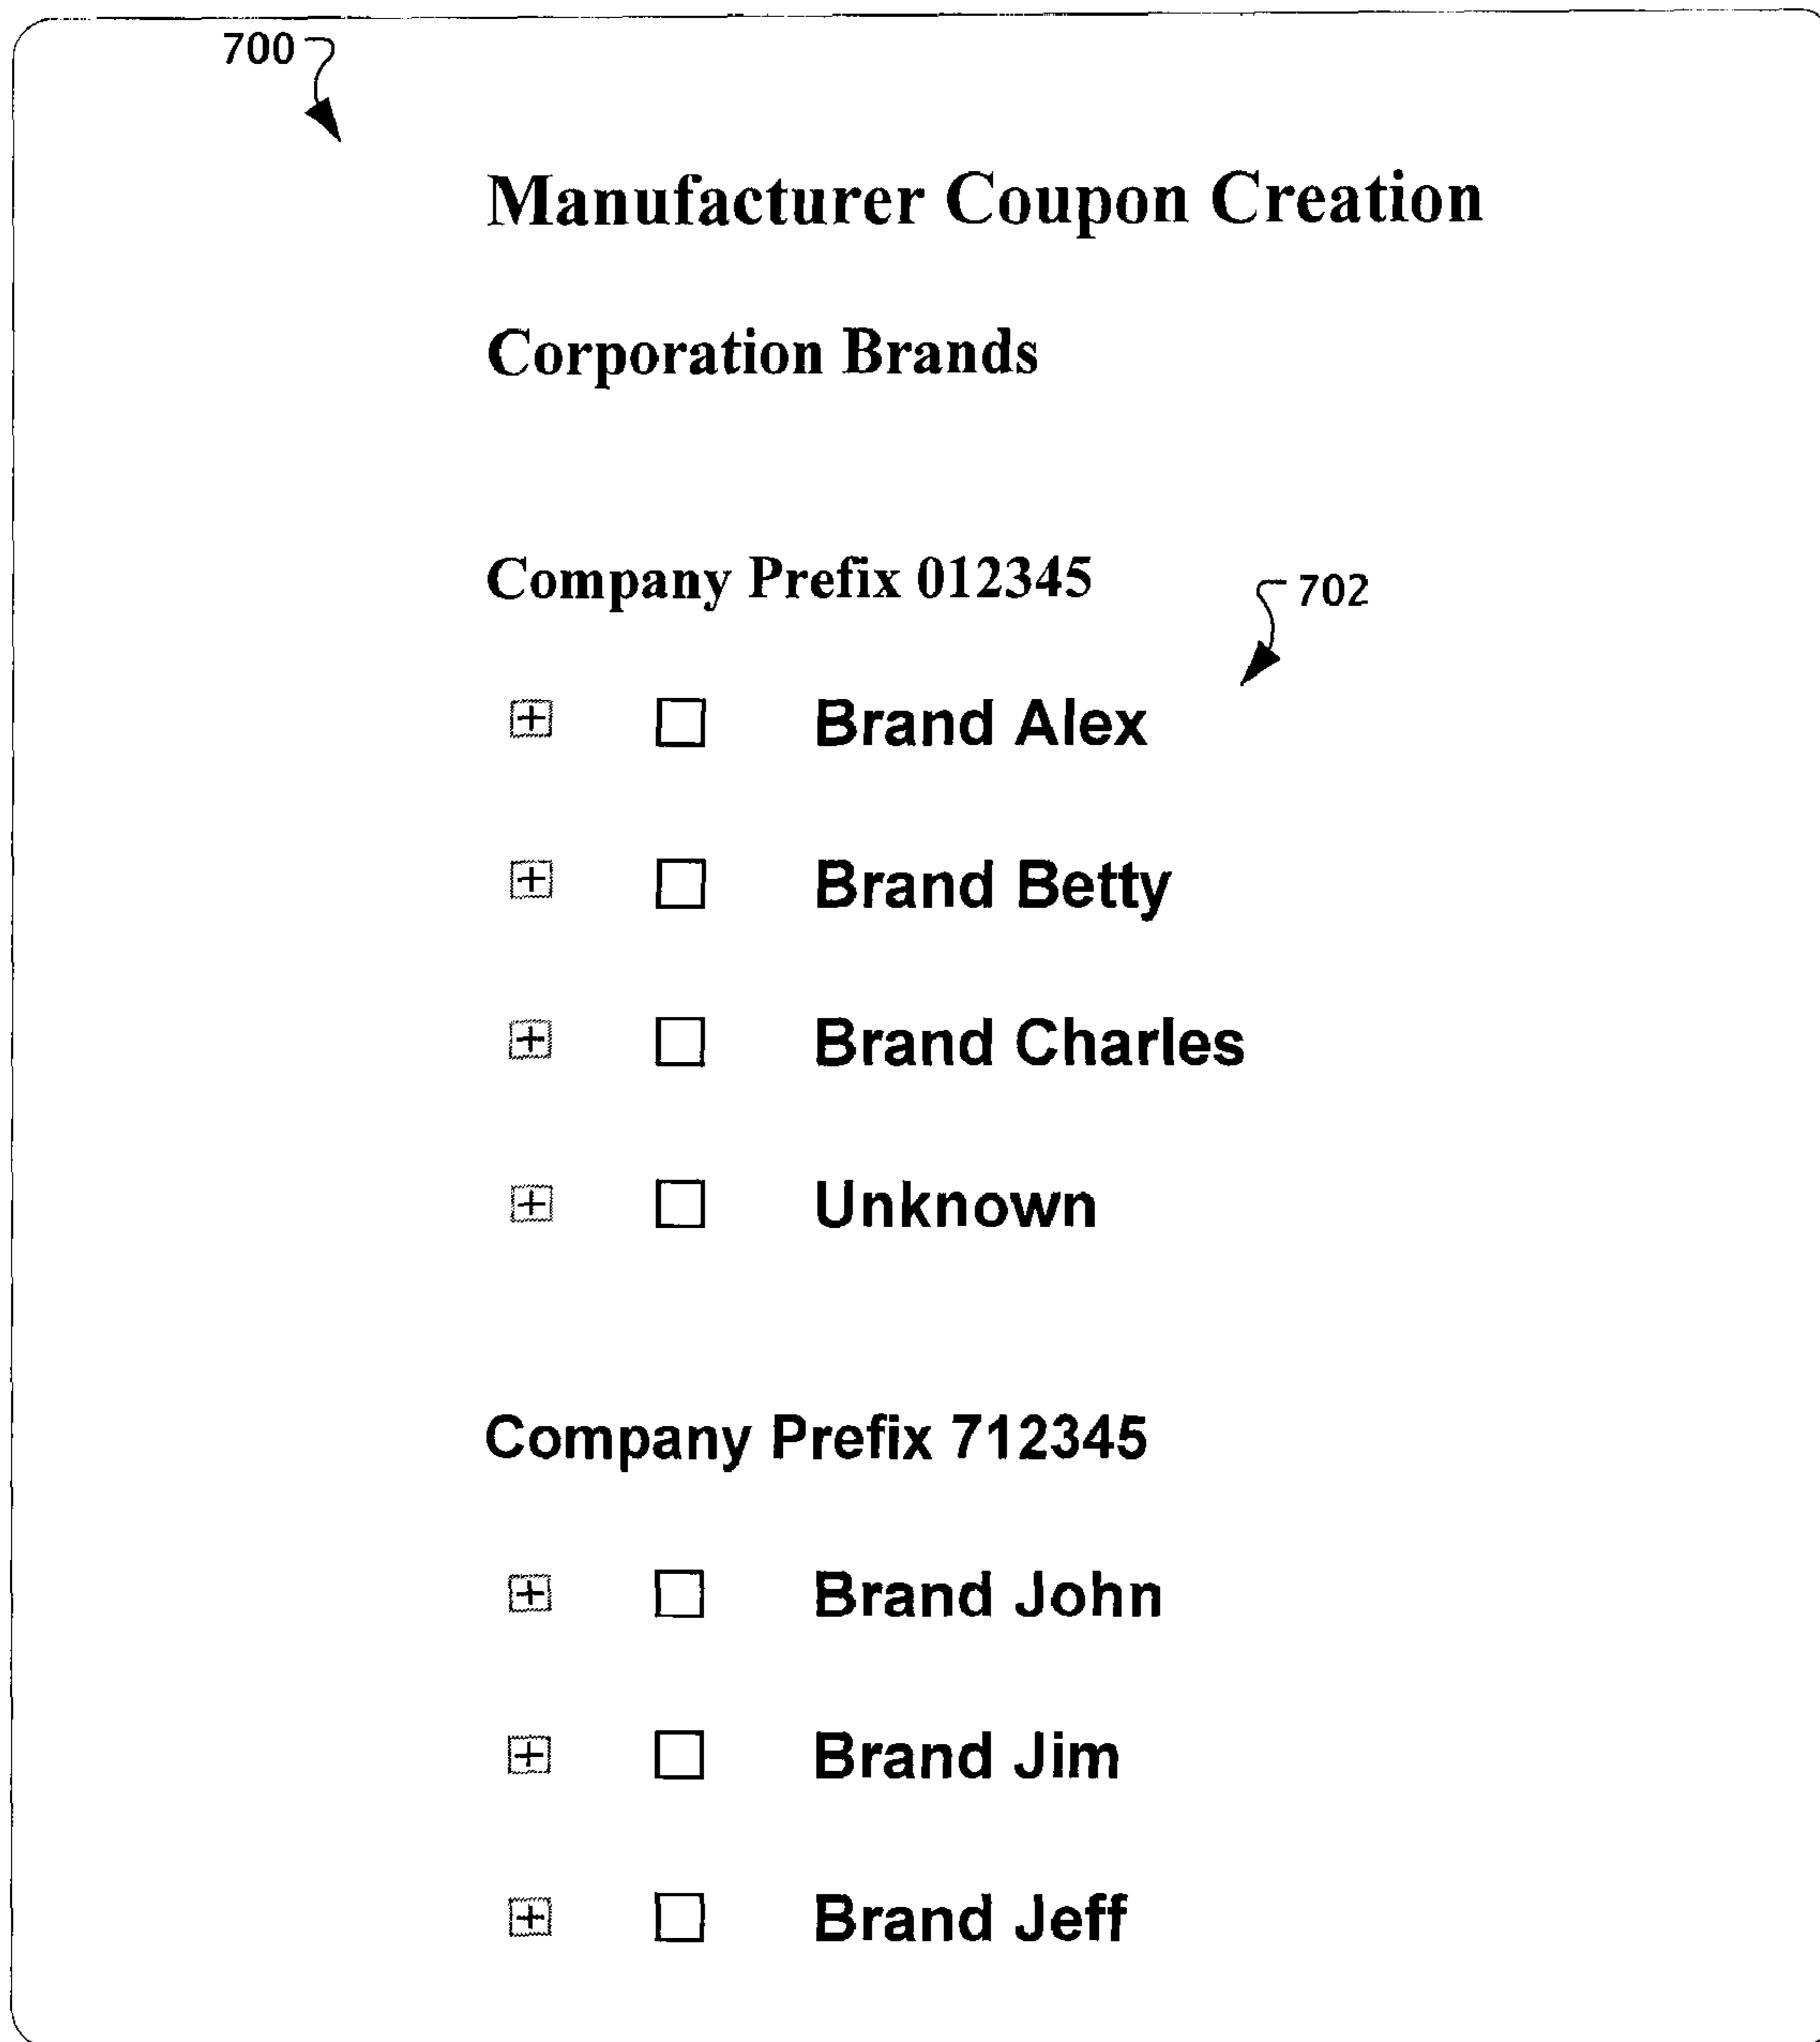 700
Manufacturer Coupon Creation
Corporation Brands
Company Prefix 012345
702
Brand Alex
Brand Betty
Brand Charles
Unknown
Company Prefix 712345
Brand John
Brand Jim
Brand Jeff